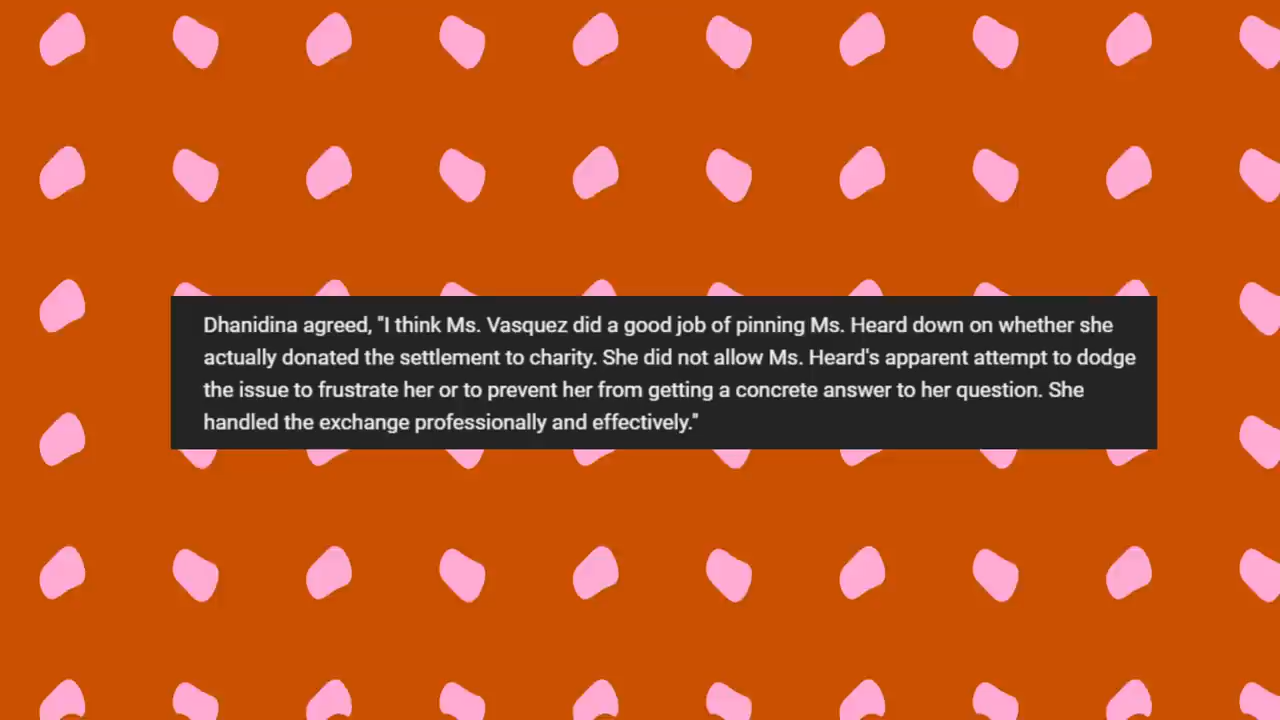 Dhanidina agreed, "I think Ms. Vasquez did a good job of pinning Ms. Heard down on whether she
actually donated the settlement to charity. She did not allow Ms. Heard's apparent attempt to dodge
the issue to frustrate her or to prevent her from getting a concrete answer to her question. She
handled the exchange professionally and effectively."